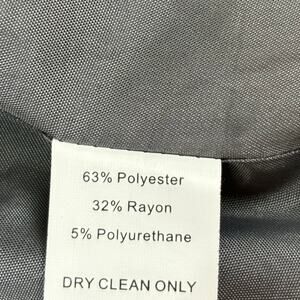 63% Polyester
32% Rayon
5% Polyurethane
DRY CLEAN ONLY